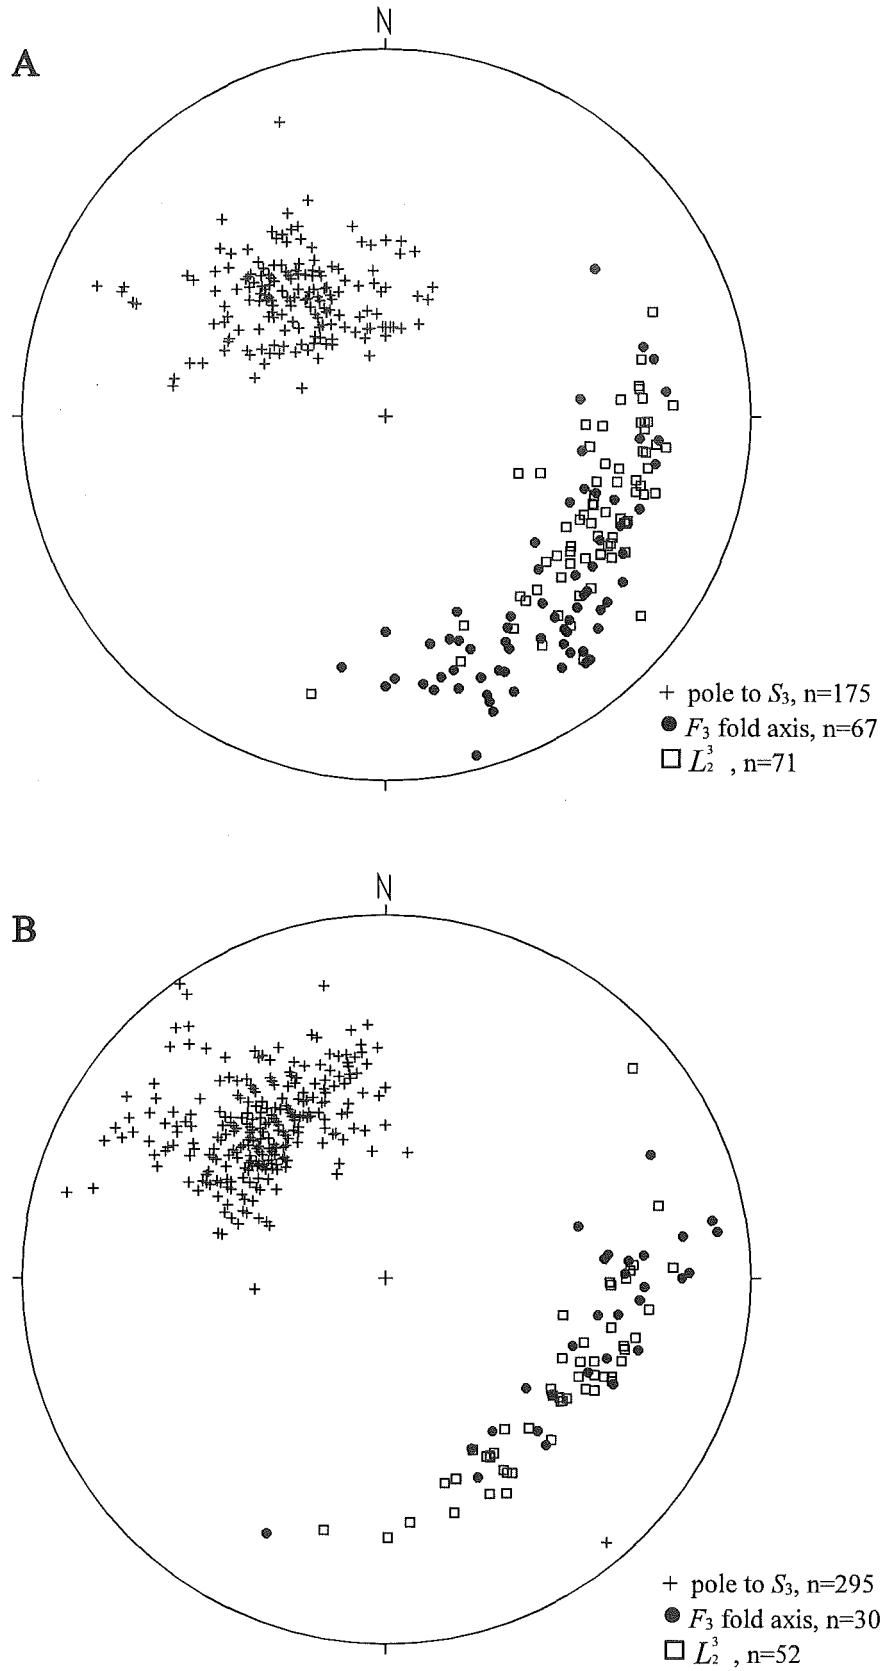 N
A
+ pole to S₃, n=175
● F₃ fold axis, n=67
□ L₂³ , n=71
N
B
+ pole to S₃, n=295
● F₃ fold axis, n=30
□ L₂³ , n=52